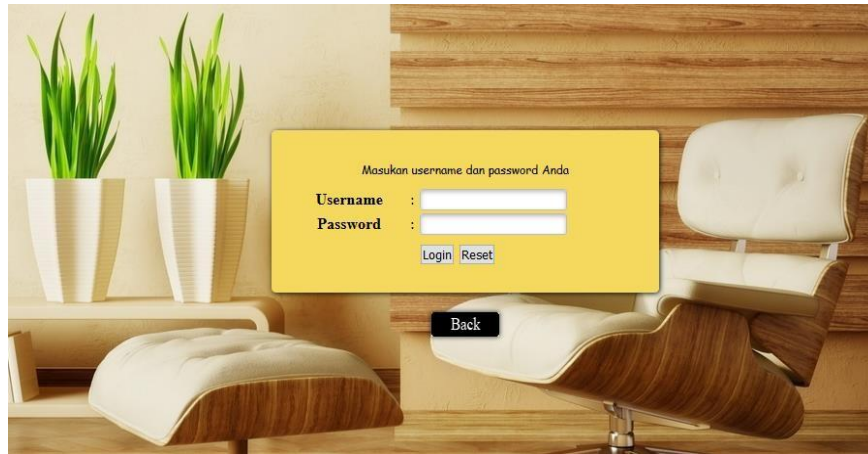 Masukan username dan password Anda
Username :
Password :
Login Reset
Back